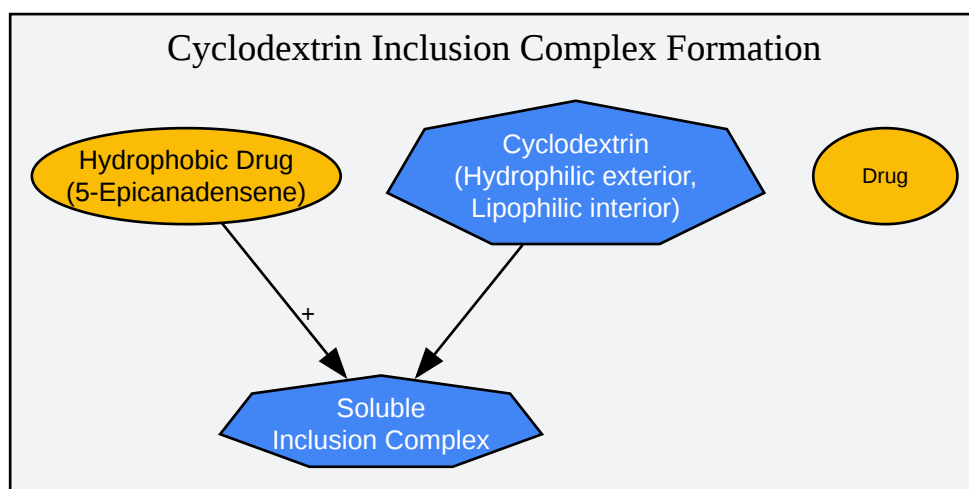 Cyclodextrin Inclusion Complex Formation
Hydrophobic Drug
(5-Epicanadensene)
Cyclodextrin
(Hydrophilic exterior,
Lipophilic interior)
Drug
+
Soluble
Inclusion Complex